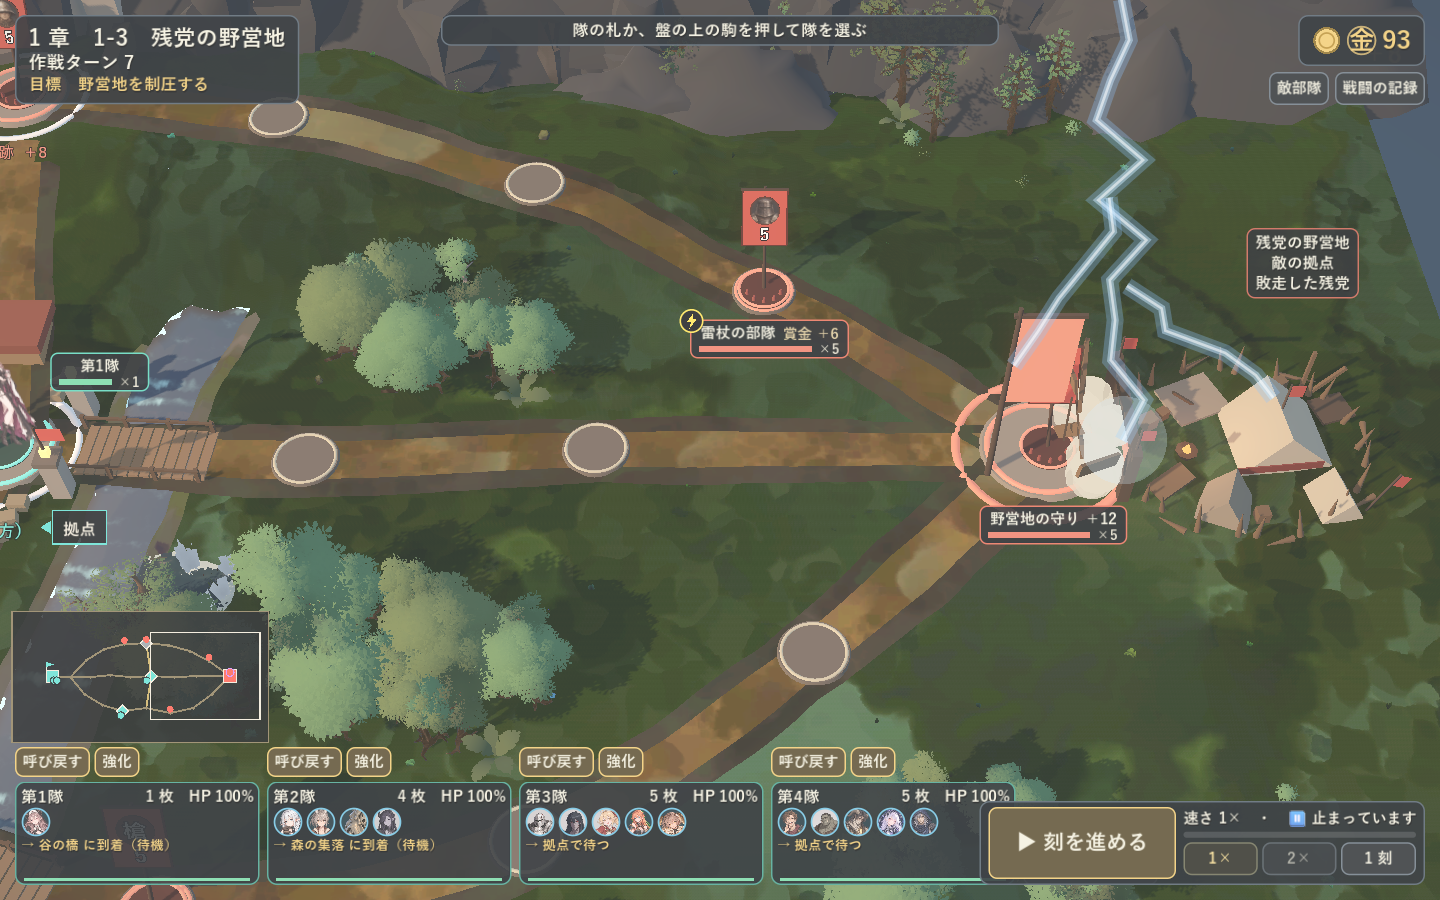 1 章　1-3　残党の野営地
作戦ターン 7
目標　野営地を制圧する
隊の札か、盤の上の駒を押して隊を選ぶ
金 93
敵部隊
戦闘の記録
5
跡 +8
5
雷杖の部隊 賞金 +6
×5
残党の野営地
敵の拠点
敗走した残党
第1隊
×1
野営地の守り +12
×5
方)
拠点
呼び戻す
強化
呼び戻す
強化
呼び戻す
強化
呼び戻す
強化
第1隊 1 枚 HP 100%
→ 谷の橋 に到着（待機）
第2隊 4 枚 HP 100%
→ 森の集落 に到着（待機）
第3隊 5 枚 HP 100%
→ 拠点で待つ
第4隊 5 枚 HP 100%
→ 拠点で待つ
▶ 刻を進める
速さ 1× ・ ⏸ 止まっています
1×
2×
1 刻